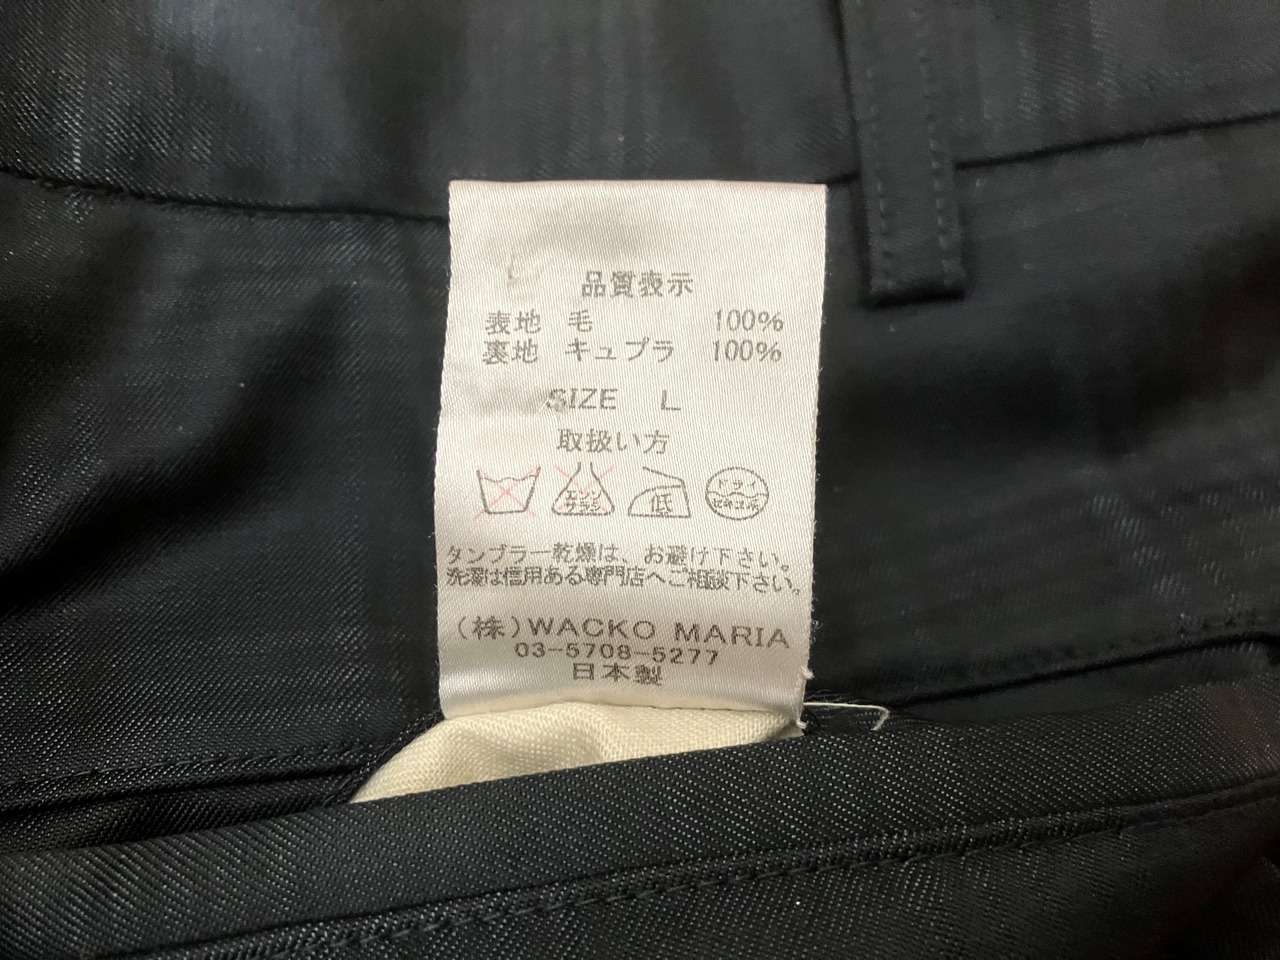 品質表示
表地 毛 100%
裏地 キュプラ 100%
SIZE L
取扱い方
エンソ サラシ 低 ドライ セキユ系
タンブラー乾燥は、お避け下さい。
洗濯は信用ある専門店へご相談下さい。
(株)WACKO MARIA
03-5708-5277
日本製